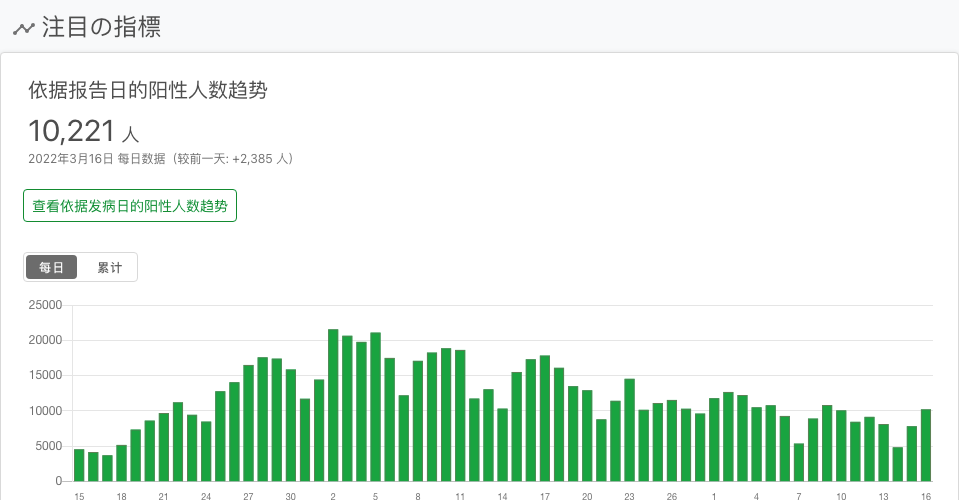 注目の指標
依据报告日的阳性人数趋势
10,221 人
2022年3月16日 每日数据（较前一天: +2,385 人）
查看依据发病日的阳性人数趋势
每日 累计
25000
20000
15000
10000
5000
0
15 18 21 24 27 30 2 5 8 11 14 17 20 23 26 1 4 7 10 13 16